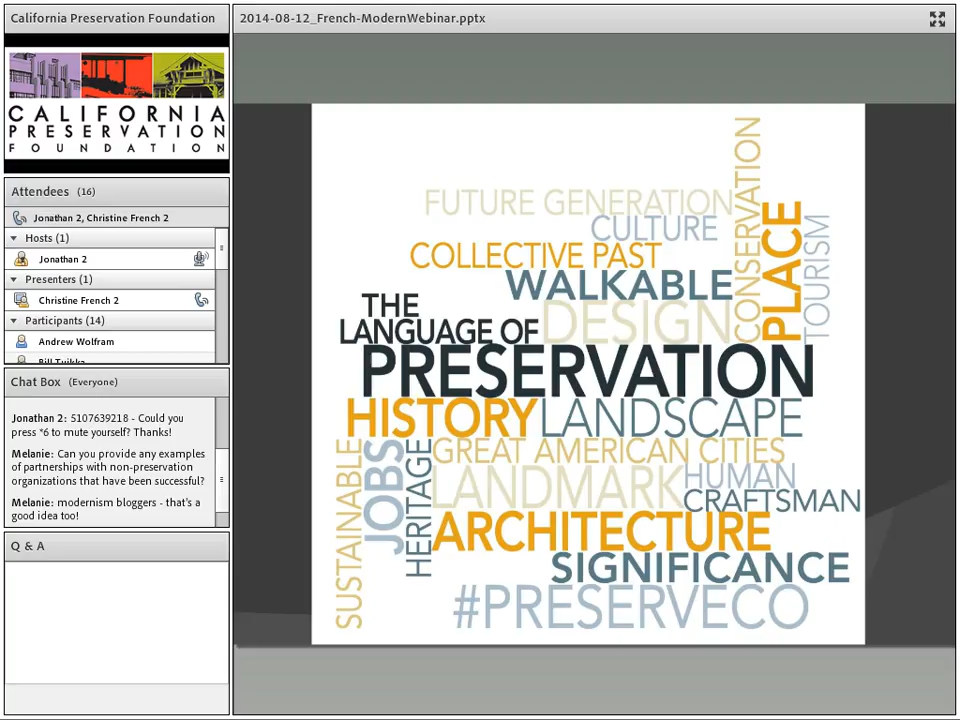 California Preservation Foundation
CALIFORNIA
PRESERVATION
FOUNDATION
Attendees (16)
Jonathan 2, Christine French 2
Hosts (1)
Jonathan 2
Presenters (1)
Christine French 2
Participants (14)
Andrew Wolfram
Chat Box (Everyone)
Jonathan 2: 5107639218 - Could you
press *6 to mute yourself? Thanks!
Melanie: Can you provide any examples
of partnerships with non-preservation
organizations that have been successful?
Melanie: modernism bloggers - that's a
good idea too!
Q & A
2014-08-12_French-ModernWebinar.pptx
FUTURE GENERATION
CULTURE
CONSERVATION
PLACE
TOURISM
COLLECTIVE PAST
WALKABLE
THE
LANGUAGE OF
DESIGN
PRESERVATION
HISTORY
LANDSCAPE
SUSTAINABLE
JOBS
HERITAGE
GREAT AMERICAN CITIES
LANDMARK
HUMAN
CRAFTSMAN
ARCHITECTURE
SIGNIFICANCE
#PRESERVECO